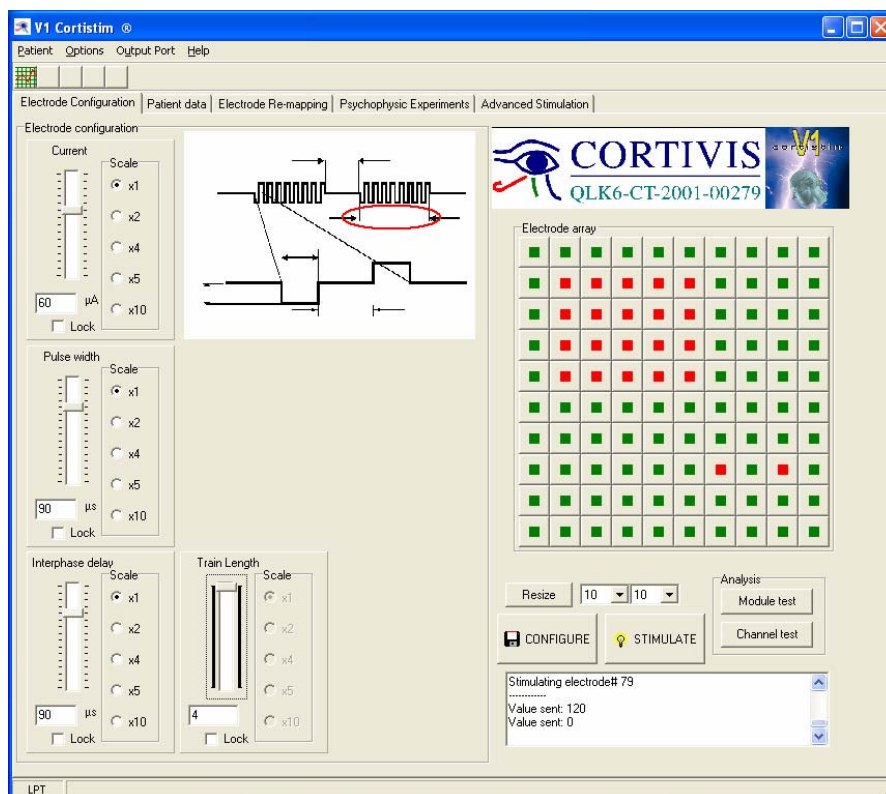 V1 Cortistim ®
Patient Options Output Port Help
Electrode Configuration Patient data Electrode Re-mapping Psychophysic Experiments Advanced Stimulation
Electrode configuration
Current
Scale
x1
x2
x4
x5
x10
60 µA
Lock
CORTIVIS
QLK6-CT-2001-00279
V1
cortistim
Electrode array
Pulse width
Scale
x1
x2
x4
x5
x10
90 µs
Lock
Interphase delay
Scale
x1
x2
x4
x5
x10
90 µs
Lock
Train Length
Scale
x1
x2
x4
x5
x10
4
Lock
Resize 10 10
CONFIGURE STIMULATE
Analysis
Module test
Channel test
Stimulating electrode# 79
------------
Value sent: 120
Value sent: 0
LPT